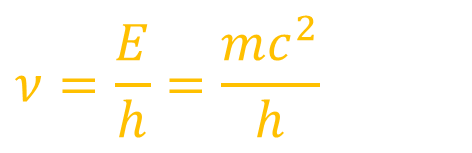 ν = E/h = mc²/h